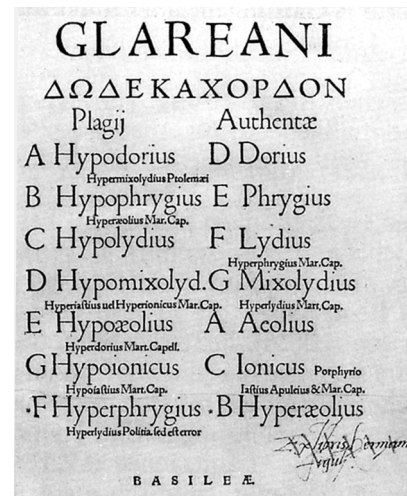 GLAREANI
ΔΩΔΕΚΑΧΟΡΔΟΝ
Plagij Authentæ
A Hypodorius D Dorius
Hypermixolydius Ptolemæi
B Hypophrygius E Phrygius
Hyperæolius Mar. Cap.
C Hypolydius F Lydius
Hyperphrygius Mar. Cap.
D Hypomixolyd. G Mixolydius
Hyperiastius uel Hyperionicus Mar. Cap. Hyperlydius Mart. Cap.
E Hypoæolius A Aeolius
Hyperdorius Mart. Capell.
G Hypoionicus C Ionicus Porphyrio
Hypoiastius Mart. Cap. Iastius Apuleius & Mar. Cap.
*F Hyperphrygius *B Hyperæolius
Hyperlydius Politia. sed est error
BASILEÆ.